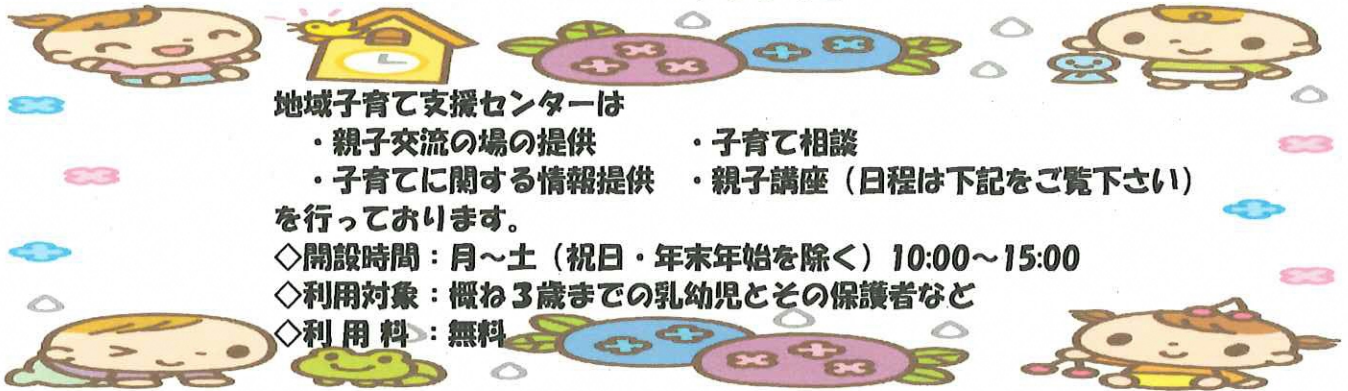 地域子育て支援センターは
・親子交流の場の提供　・子育て相談
・子育てに関する情報提供　・親子講座（日程は下記をご覧下さい）
を行っております。
◇開設時間：月～土（祝日・年末年始を除く）10:00～15:00
◇利用対象：概ね３歳までの乳幼児とその保護者など
◇利 用 料 ：無料